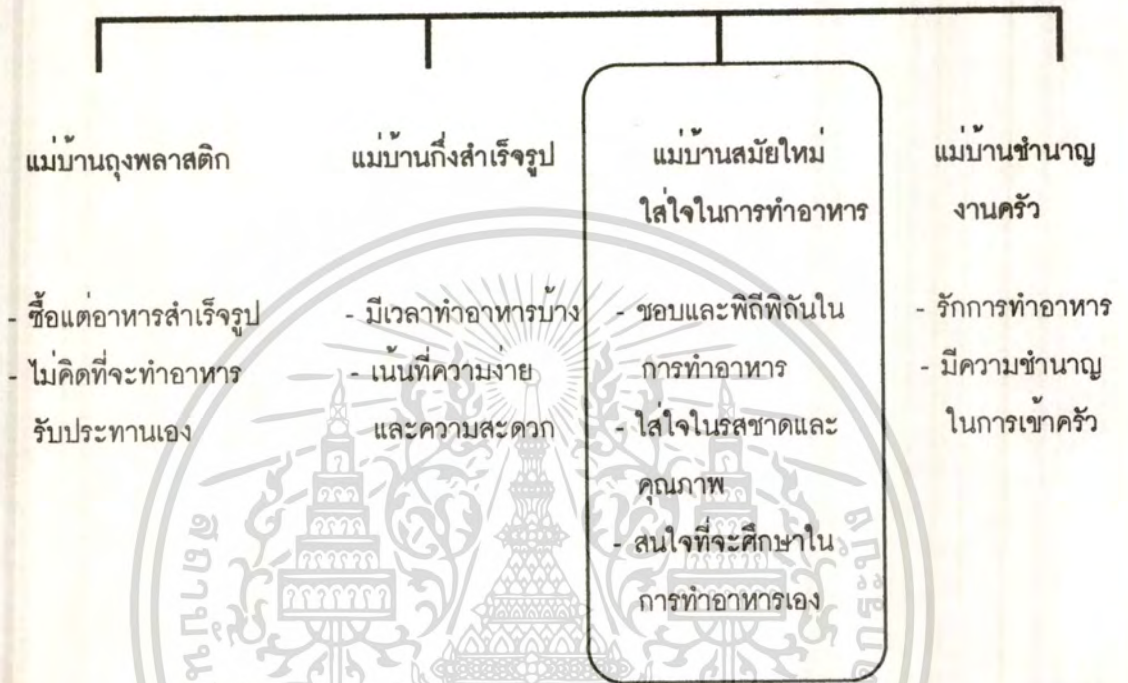 แม่บ้านถุงพลาสติก
- ซื้อแต่อาหารสำเร็จรูป
- ไม่คิดที่จะทำอาหาร
รับประทานเอง
แม่บ้านกึ่งสำเร็จรูป
- มีเวลาทำอาหารบ้าง
- เน้นที่ความง่าย
และความสะดวก
แม่บ้านสมัยใหม่
ใส่ใจในการทำอาหาร
- ชอบและพิถีพิถันใน
การทำอาหาร
- ใส่ใจในรสชาดและ
คุณภาพ
- สนใจที่จะศึกษาใน
การทำอาหารเอง
แม่บ้านชำนาญ
งานครัว
- รักการทำอาหาร
- มีความชำนาญ
ในการเข้าครัว